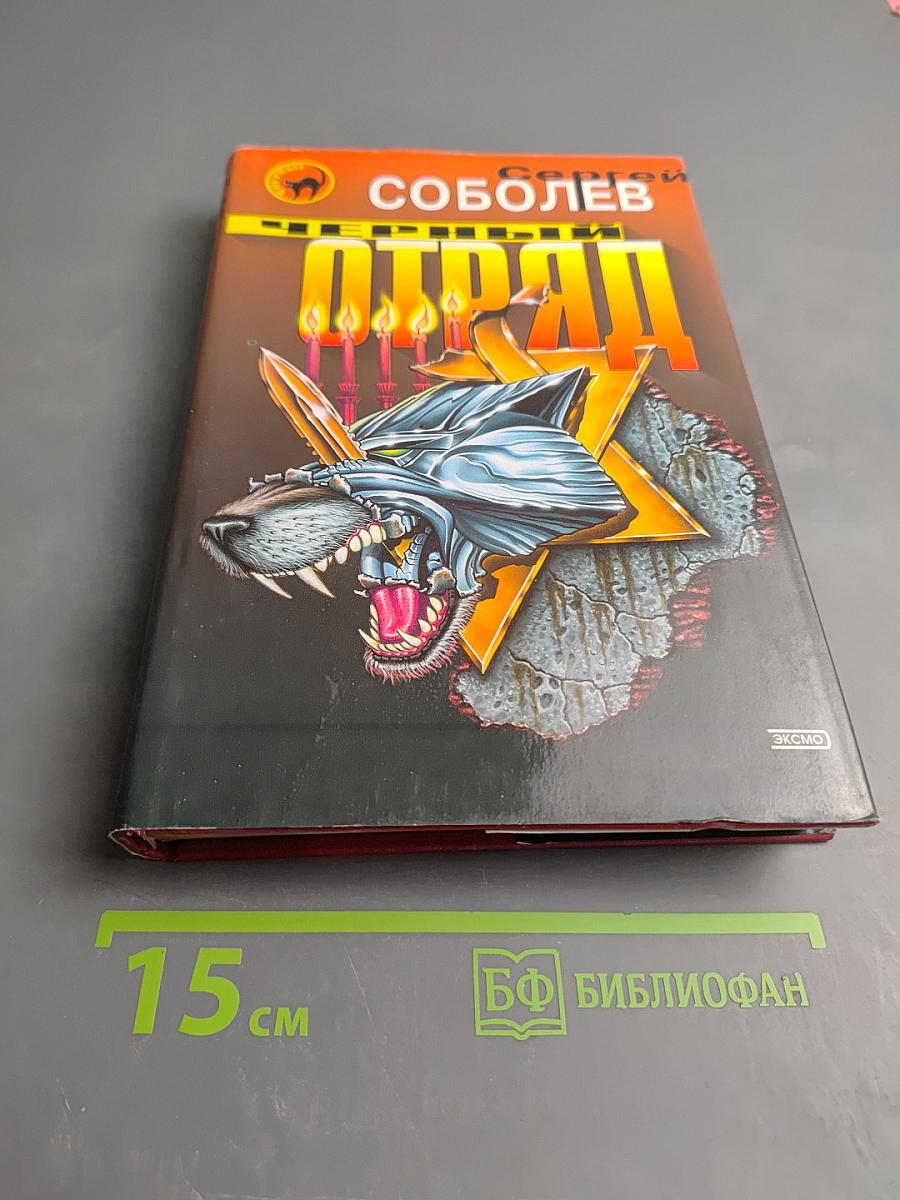 Сергей
СОБОЛЕВ
ЧЕРНЫЙ
ОТРЯД
ЭКСМО
15 см
БФ БИБЛИОФАН